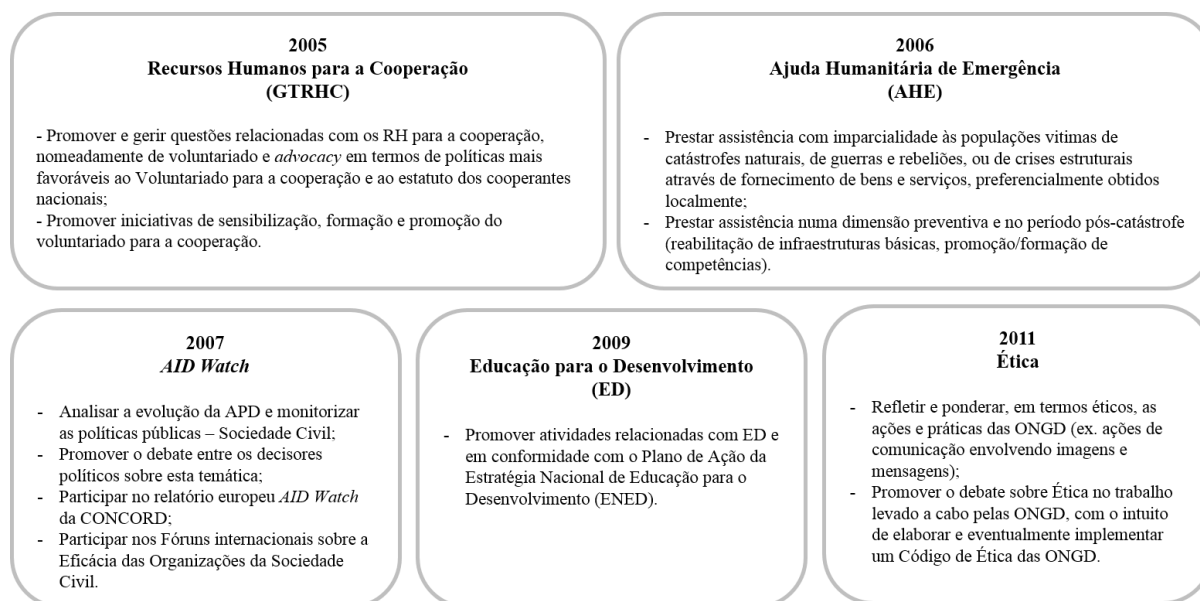 2005
Recursos Humanos para a Cooperação
(GTRHC)
- Promover e gerir questões relacionadas com os RH para a cooperação,
nomeadamente de voluntariado e advocacy em termos de políticas mais
favoráveis ao Voluntariado para a cooperação e ao estatuto dos cooperantes
nacionais;
- Promover iniciativas de sensibilização, formação e promoção do
voluntariado para a cooperação.
2006
Ajuda Humanitária de Emergência
(AHE)
- Prestar assistência com imparcialidade às populações vítimas de
catástrofes naturais, de guerras e rebeliões, ou de crises estruturais
através de fornecimento de bens e serviços, preferencialmente obtidos
localmente;
- Prestar assistência numa dimensão preventiva e no período pós-catástrofe
(reabilitação de infraestruturas básicas, promoção/formação de
competências).
2007
AID Watch
- Analisar a evolução da APD e monitorizar
as políticas públicas – Sociedade Civil;
- Promover o debate entre os decisores
políticos sobre esta temática;
- Participar no relatório europeu AID Watch
da CONCORD;
- Participar nos Fóruns internacionais sobre a
Eficácia das Organizações da Sociedade
Civil.
2009
Educação para o Desenvolvimento
(ED)
- Promover atividades relacionadas com ED e
em conformidade com o Plano de Ação da
Estratégia Nacional de Educação para o
Desenvolvimento (ENED).
2011
Ética
- Refletir e ponderar, em termos éticos, as
ações e práticas das ONGD (ex. ações de
comunicação envolvendo imagens e
mensagens);
- Promover o debate sobre Ética no trabalho
levado a cabo pelas ONGD, com o intuito
de elaborar e eventualmente implementar
um Código de Ética das ONGD.